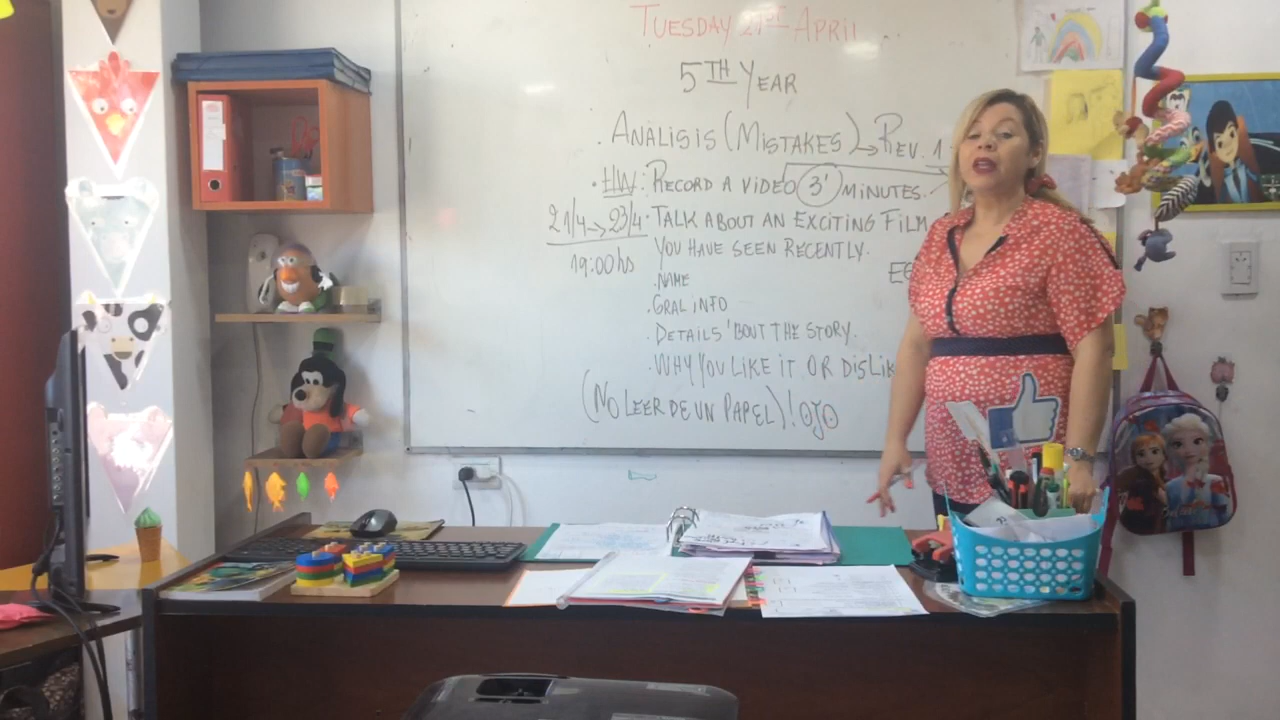 TUESDAY 21ST APRIL
5TH YEAR
. ANALISIS (MISTAKES) → REV. 1
. HW: RECORD A VIDEO 3' MINUTES.
21/4 → 23/4 . TALK ABOUT AN EXCITING FILM
19:00hs YOU HAVE SEEN RECENTLY.
. NAME
. GRAL INFO
. DETAILS 'BOUT THE STORY.
. WHY YOU LIKE IT OR DISLIK
(NO LEER DE UN PAPEL)! OJO